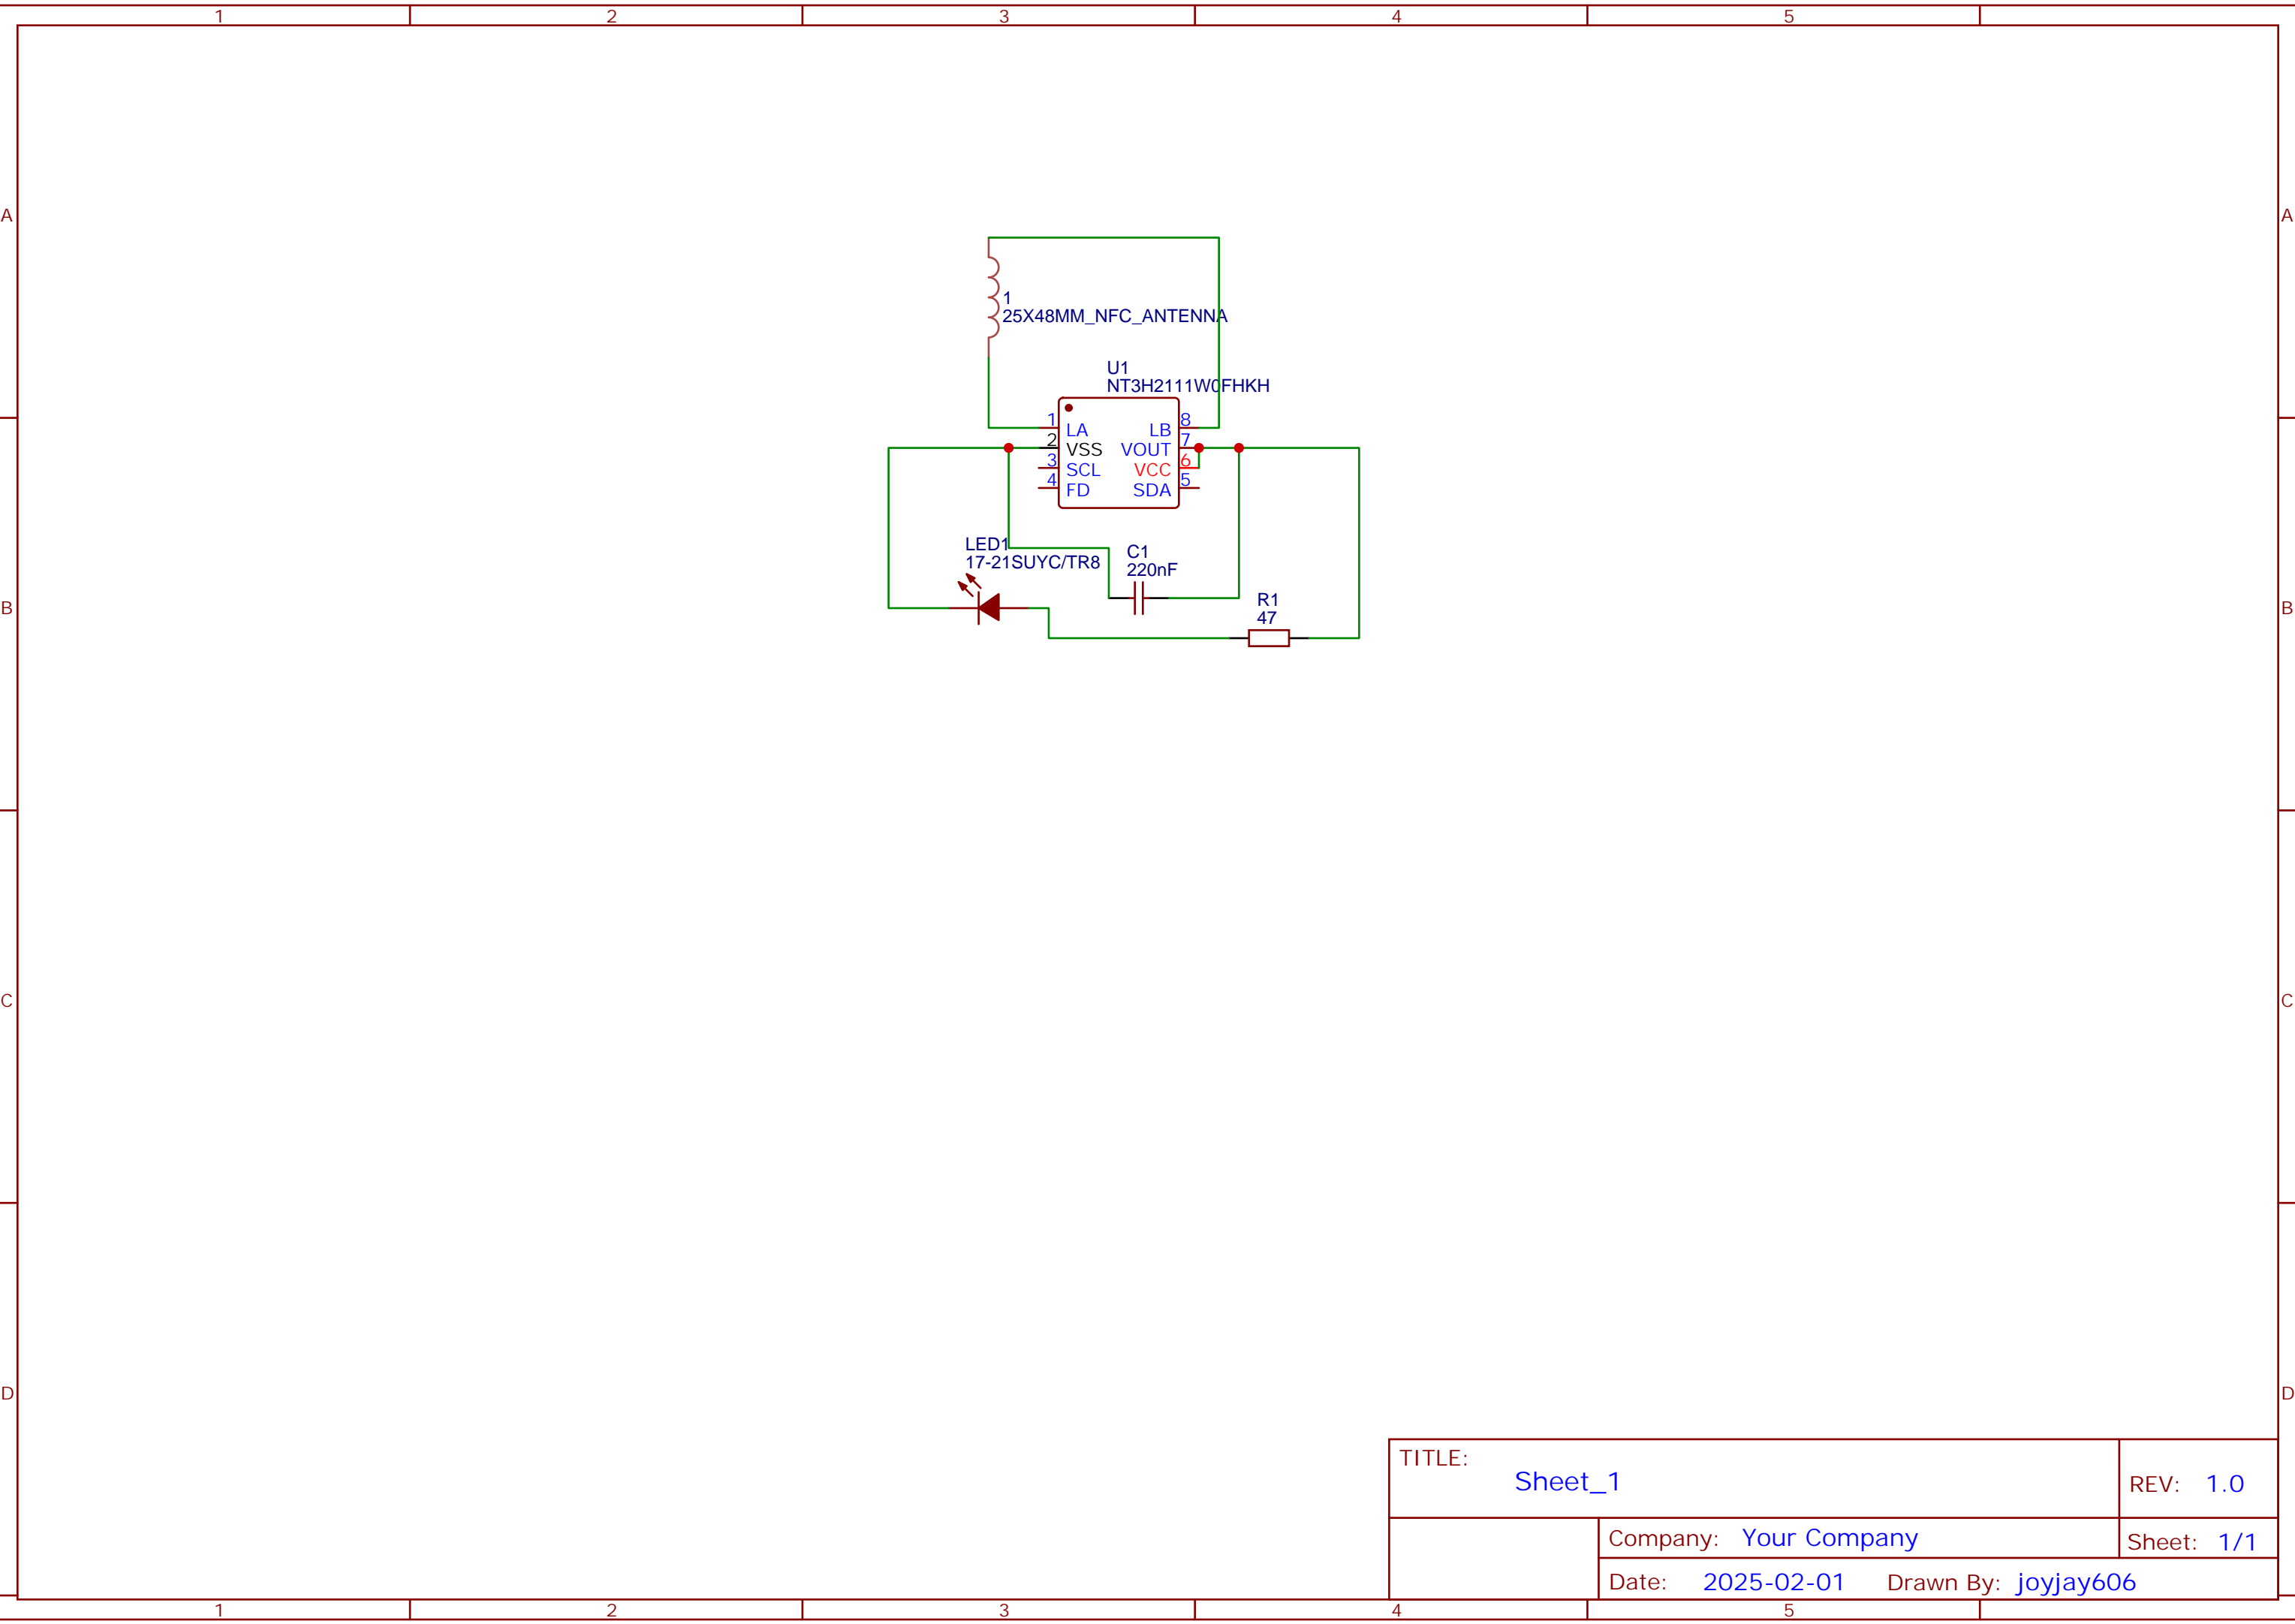 1 2 3 4 5
A A
1
25X48MM_NFC_ANTENNA
U1
NT3H2111W0FHKH
1 LA LB 8
2 VSS VOUT 7
3 SCL VCC 6
4 FD SDA 5
LED1
17-21SUYC/TR8
C1
220nF
R1
47
B B
C C
D D
TITLE:
Sheet_1
REV: 1.0
Company: Your Company
Sheet: 1/1
Date: 2025-02-01 Drawn By: joyjay606
1 2 3 4 5